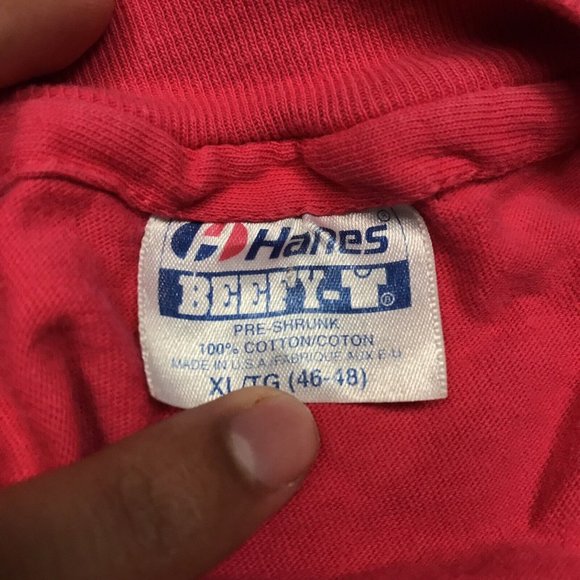 Hanes®
BEEFY-T®
PRE-SHRUNK
100% COTTON/COTON
MADE IN U.S.A./FABRIQUE AUX E-U
XL/TG (46-48)